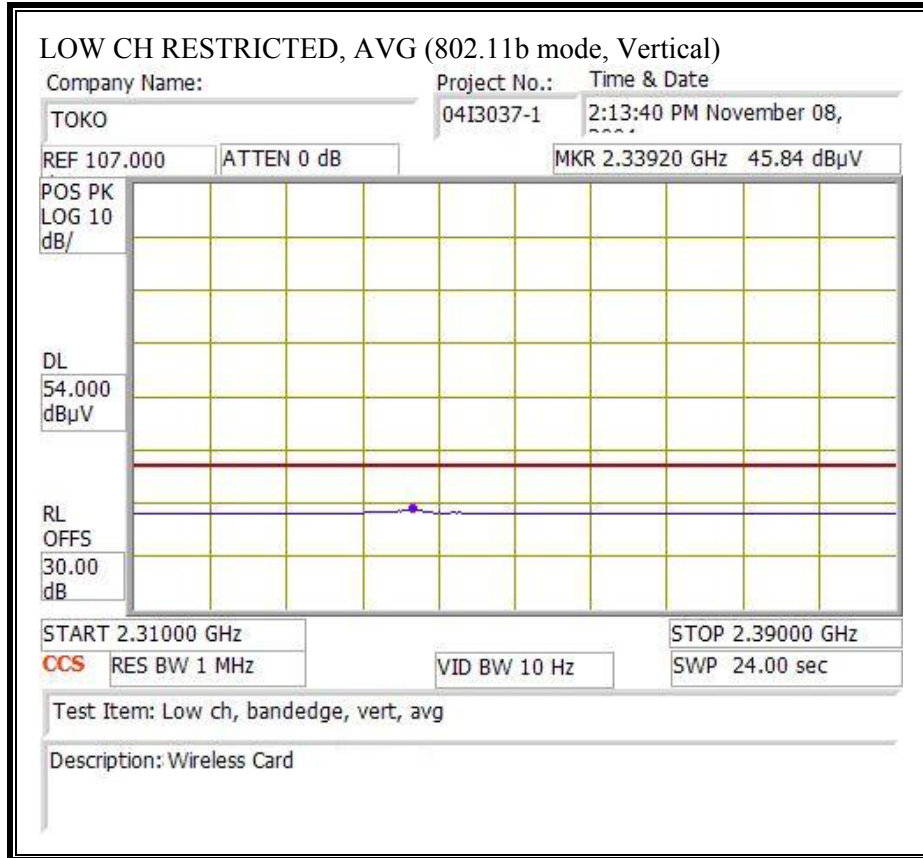 LOW CH RESTRICTED, AVG (802.11b mode, Vertical)
Company Name: Project No.: Time & Date
TOKO 04I3037-1 2:13:40 PM November 08,
REF 107.000 ATTEN 0 dB MKR 2.33920 GHz 45.84 dBµV
POS PK
LOG 10
dB/
DL
54.000
dBµV
RL
OFFS
30.00
dB
START 2.31000 GHz STOP 2.39000 GHz
CCS RES BW 1 MHz VID BW 10 Hz SWP 24.00 sec
Test Item: Low ch, bandedge, vert, avg
Description: Wireless Card